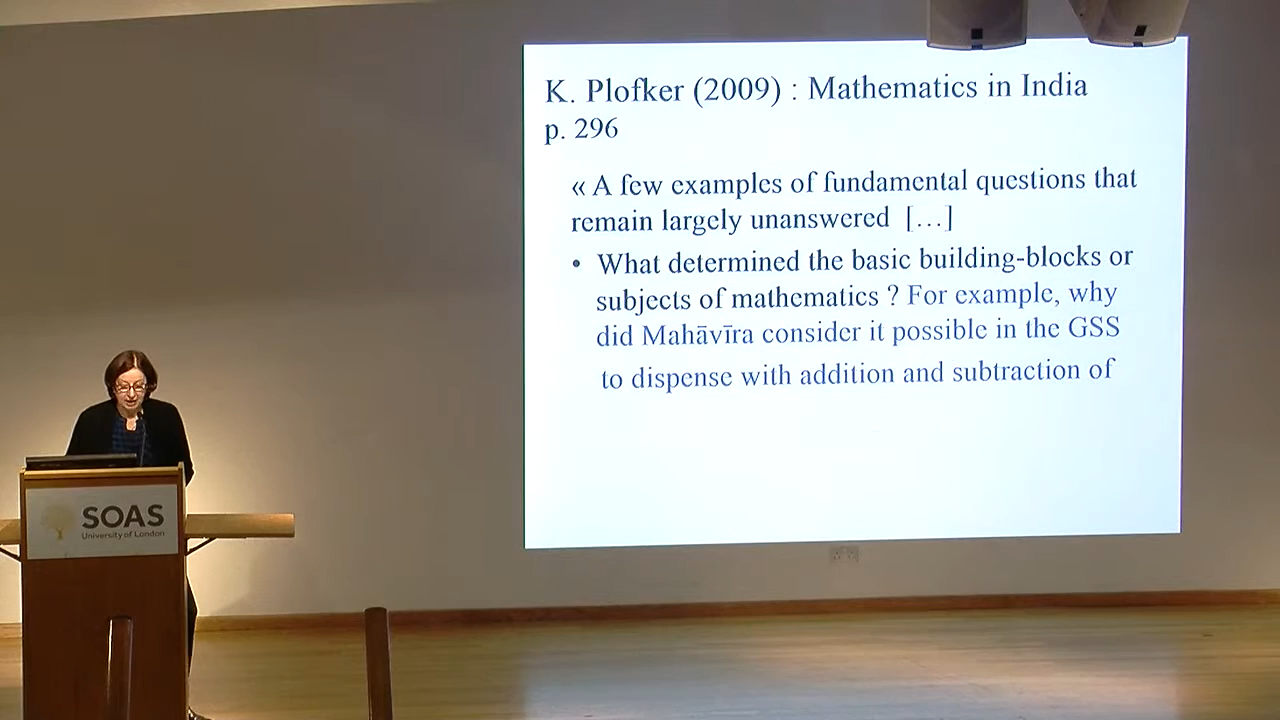 K. Plofker (2009) : Mathematics in India
p. 296
« A few examples of fundamental questions that
remain largely unanswered […]
• What determined the basic building-blocks or
subjects of mathematics ? For example, why
did Mahāvīra consider it possible in the GSS
to dispense with addition and subtraction of
SOAS
University of London